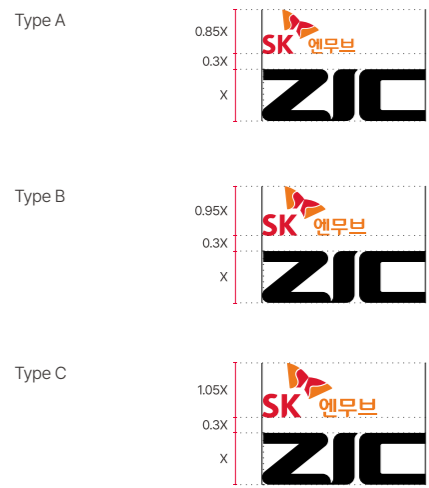 Type A
0.85X
SK 엔무브
0.3X
X
ZIC
Type B
0.95X
SK 엔무브
0.3X
X
ZIC
Type C
1.05X
SK 엔무브
0.3X
X
ZIC